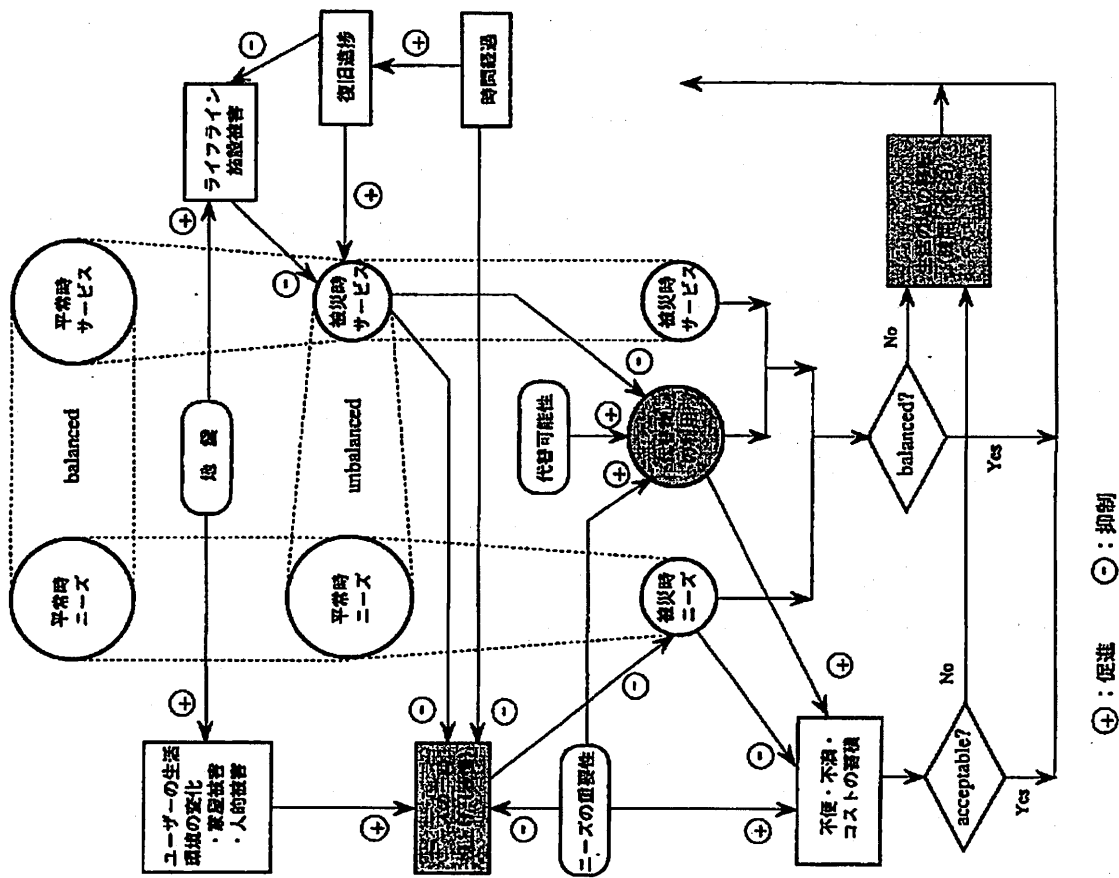 平常時
ニーズ
balanced
平常時
サービス
地震
ユーザーの生活
環境の変化
・家屋被害
・人的被害
+
+
ライフライン
施設被害
-
-
平常時
ニーズ
unbalanced
被災時
サービス
+
復旧進捗
+
時間経過
+
-
-
-
ニーズの重要性
-
+
代替可能性
+
+
-
の利用
被災時
ニーズ
被災時
サービス
-
+
不便・不満・
コストの蓄積
acceptable?
No
Yes
balanced?
No
Yes
+:促進
-:抑制